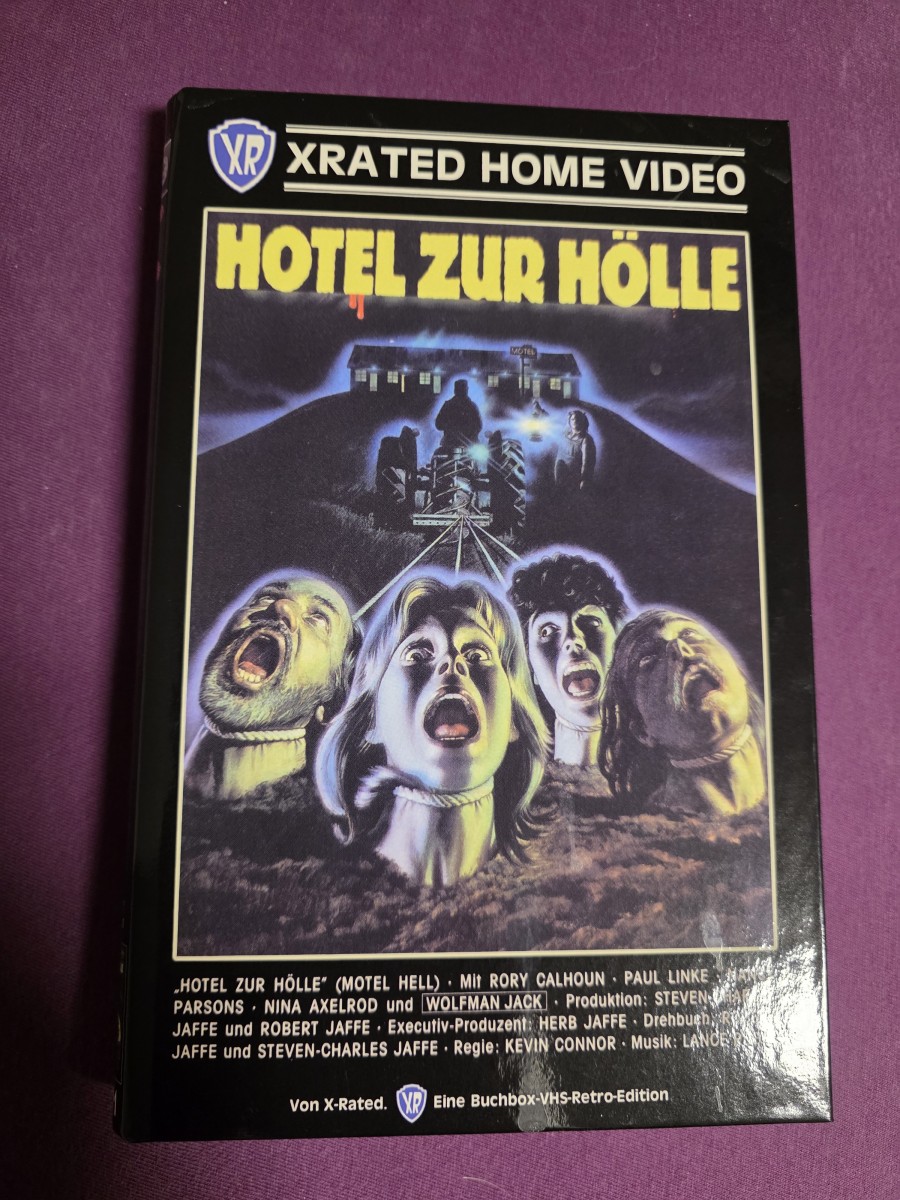 XR XRATED HOME VIDEO
HOTEL ZUR HÖLLE
MOTEL
„HOTEL ZUR HÖLLE" (MOTEL HELL) · Mit RORY CALHOUN · PAUL LINKE ·
PARSONS · NINA AXELROD und WOLFMAN JACK · Produktion: STEVEN
JAFFE und ROBERT JAFFE · Executiv-Produzent: HERB JAFFE · Drehbuch,
JAFFE und STEVEN-CHARLES JAFFE · Regie: KEVIN CONNOR · Musik: LANCE
Von X-Rated. XR Eine Buchbox-VHS-Retro-Edition